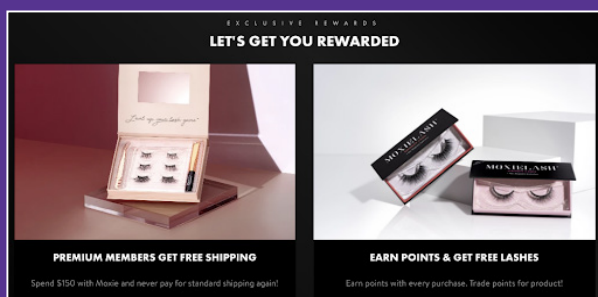 EXCLUSIVE REWARDS
LET'S GET YOU REWARDED
MOXIELASH
MOXIELASH
PREMIUM MEMBERS GET FREE SHIPPING
EARN POINTS & GET FREE LASHES
Spend $150 with Moxie and never pay for standard shipping again!
Earn points with every purchase. Trade points for product!